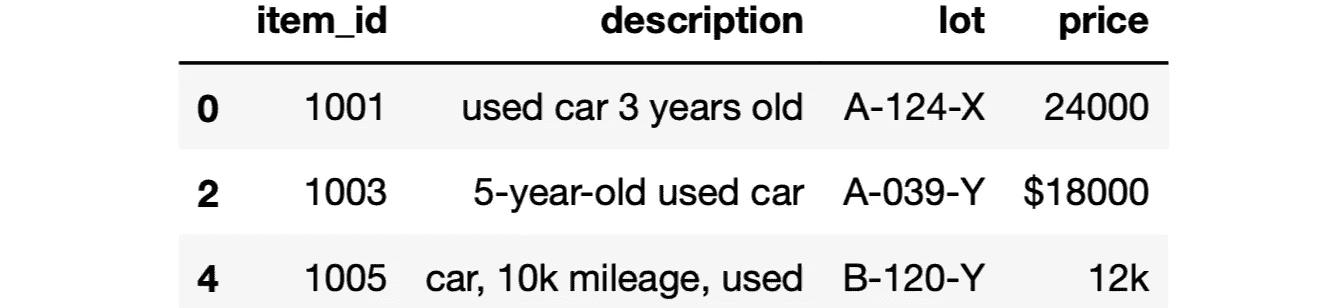 item_id description lot price
0 1001 used car 3 years old A-124-X 24000
2 1003 5-year-old used car A-039-Y $18000
4 1005 car, 10k mileage, used B-120-Y 12k